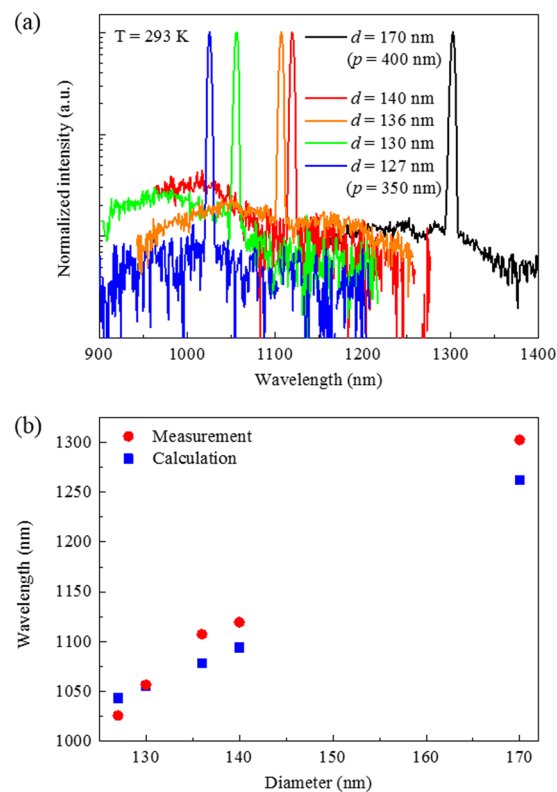 (a)
T = 293 K
d = 170 nm
(p = 400 nm)
d = 140 nm
d = 136 nm
d = 130 nm
d = 127 nm
(p = 350 nm)
Normalized intensity (a.u.)
900 1000 1100 1200 1300 1400
Wavelength (nm)
(b)
Measurement
Calculation
1300
1250
1200
1150
1100
1050
1000
Wavelength (nm)
130 140 150 160 170
Diameter (nm)